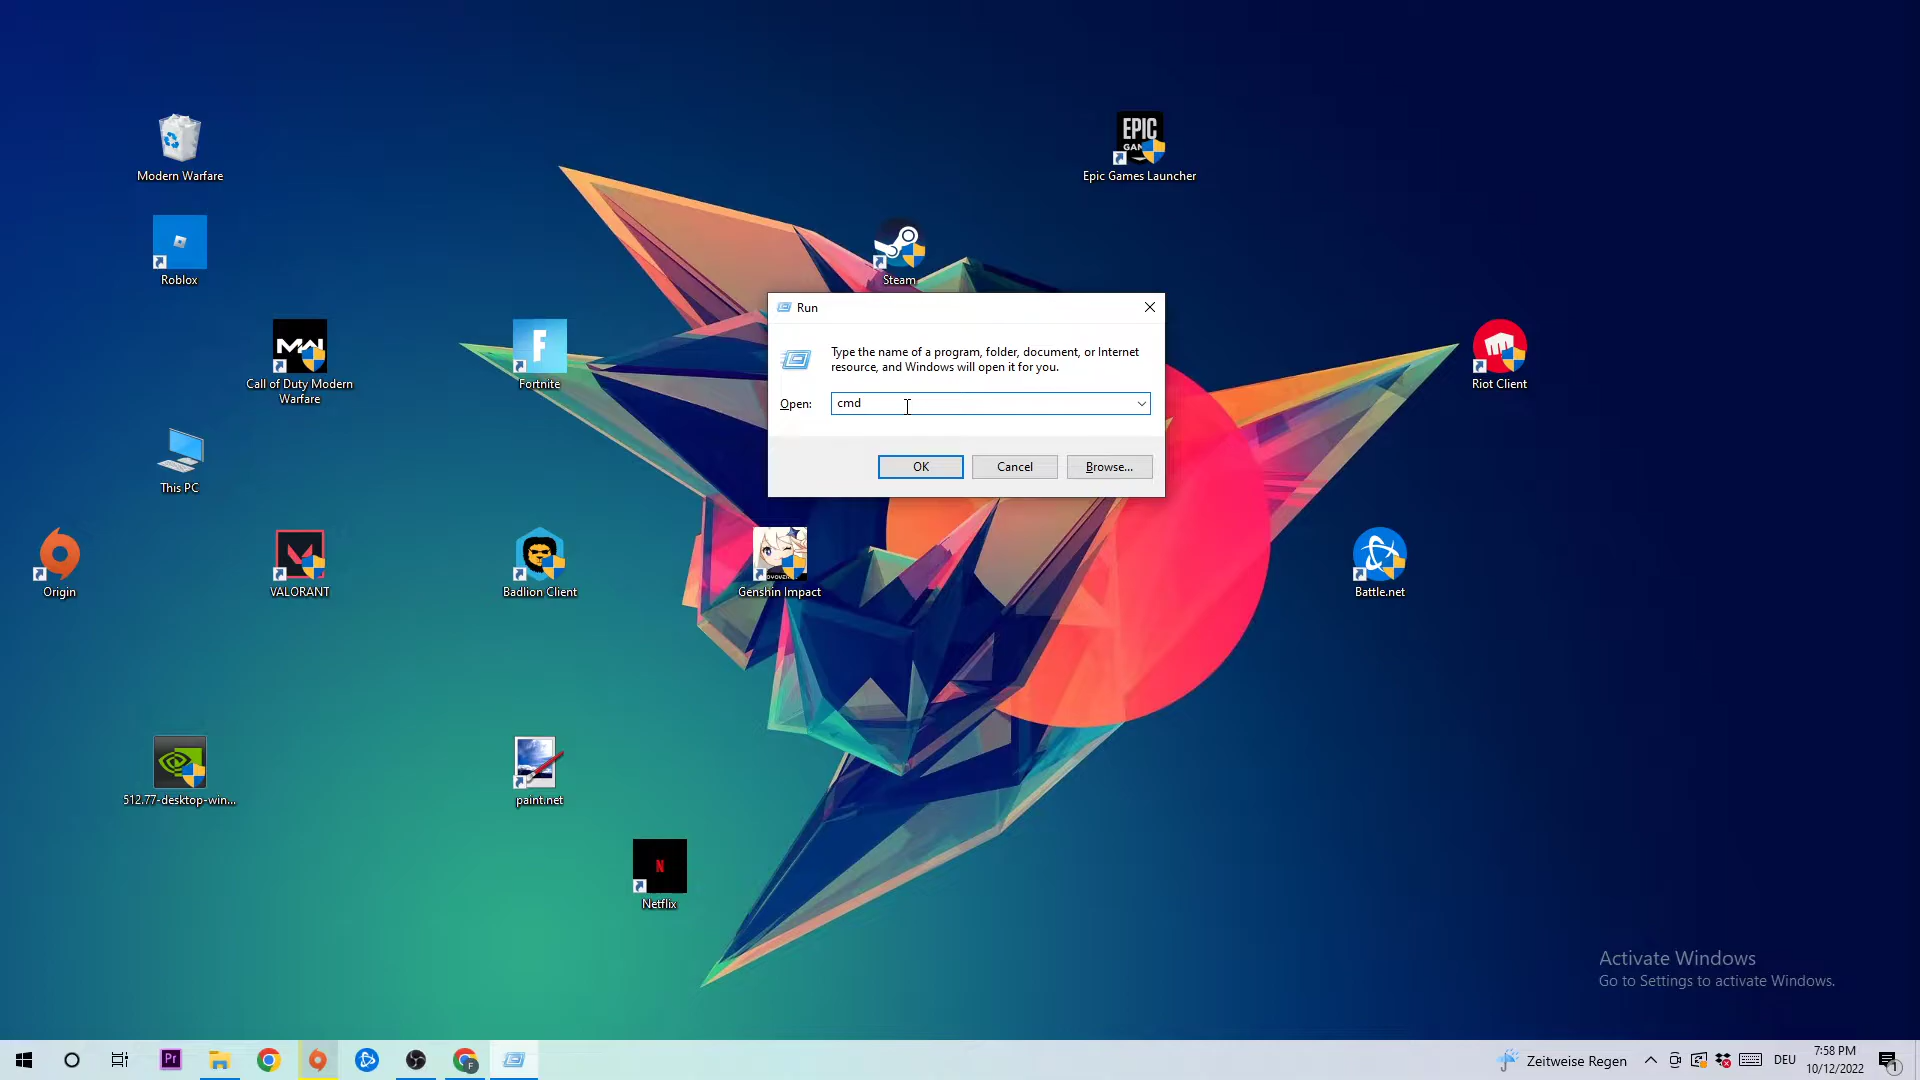 Modern Warfare
EPIC
Epic Games Launcher
Roblox
Steam
Run
Type the name of a program, folder, document, or Internet
resource, and Windows will open it for you.
Open:
cmd
OK
Cancel
Browse...
Call of Duty Modern
Warfare
F
Fortnite
Riot Client
This PC
Origin
VALORANT
Badlion Client
Genshin Impact
Battle.net
512.77-desktop-win...
paint.net
N
Netflix
Activate Windows
Go to Settings to activate Windows.
Pr
F
Zeitweise Regen
DEU
7:58 PM
10/12/2022
1